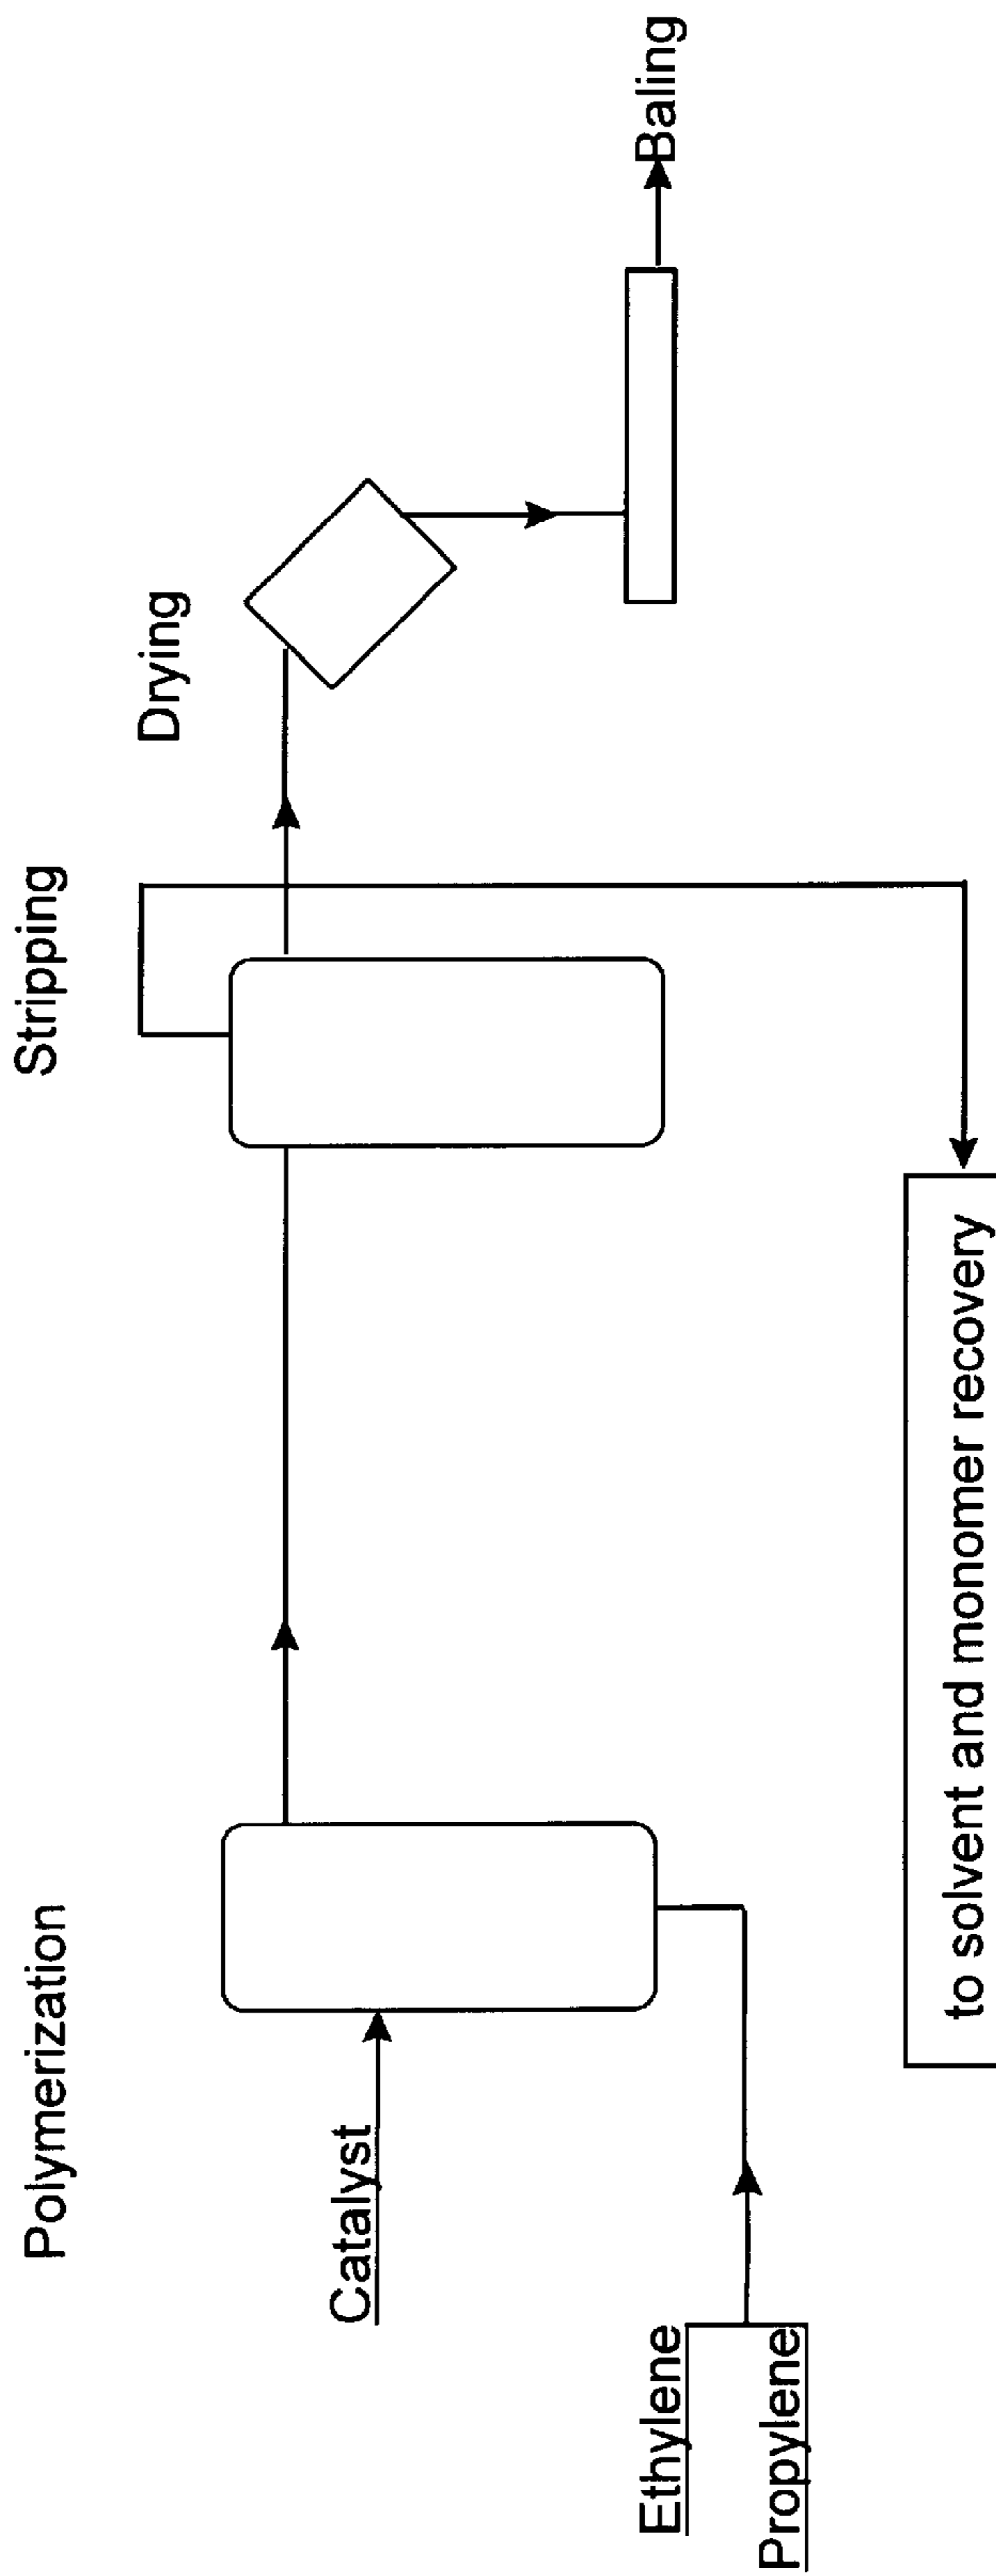 Polymerization
Stripping
Drying
Catalyst
Baling
Ethylene
Propylene
to solvent and monomer recovery